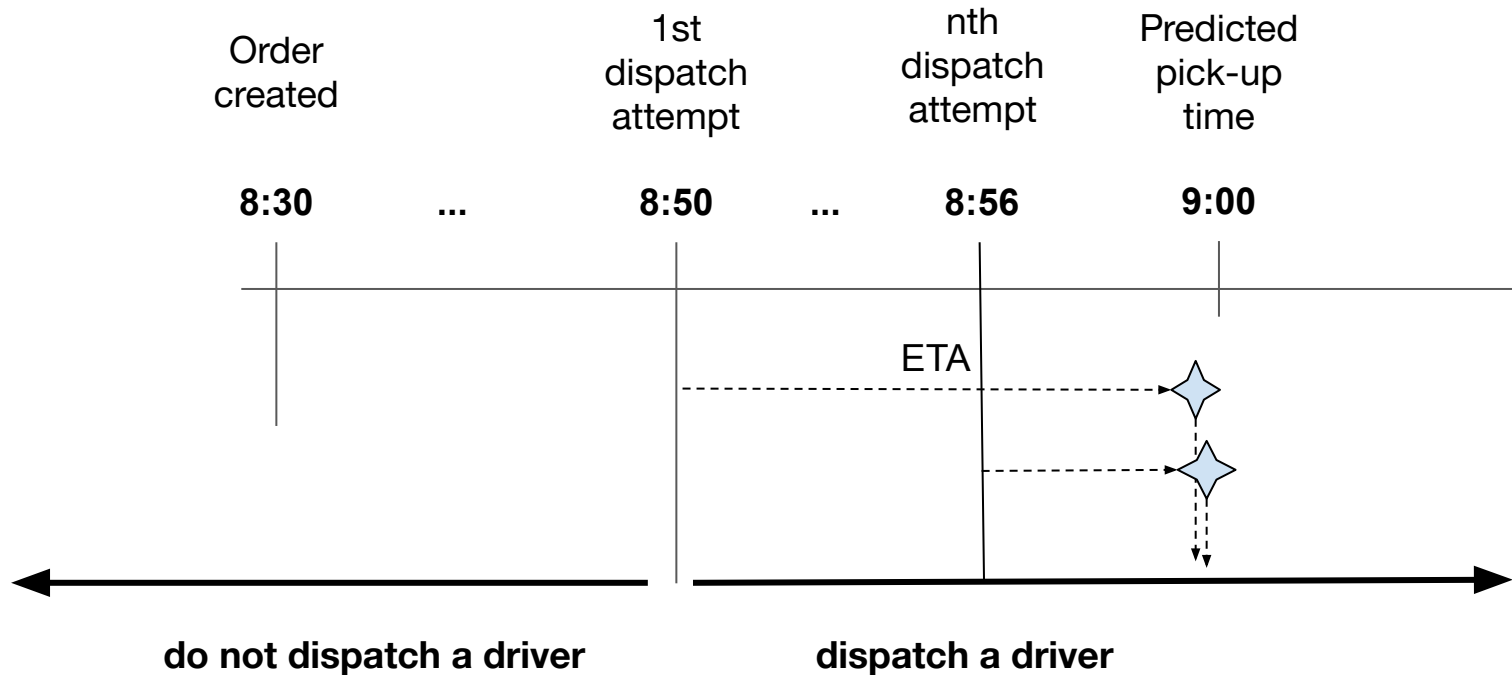 Order
created
1st
dispatch
attempt
nth
dispatch
attempt
Predicted
pick-up
time
8:30 ... 8:50 ... 8:56 9:00
ETA
do not dispatch a driver
dispatch a driver